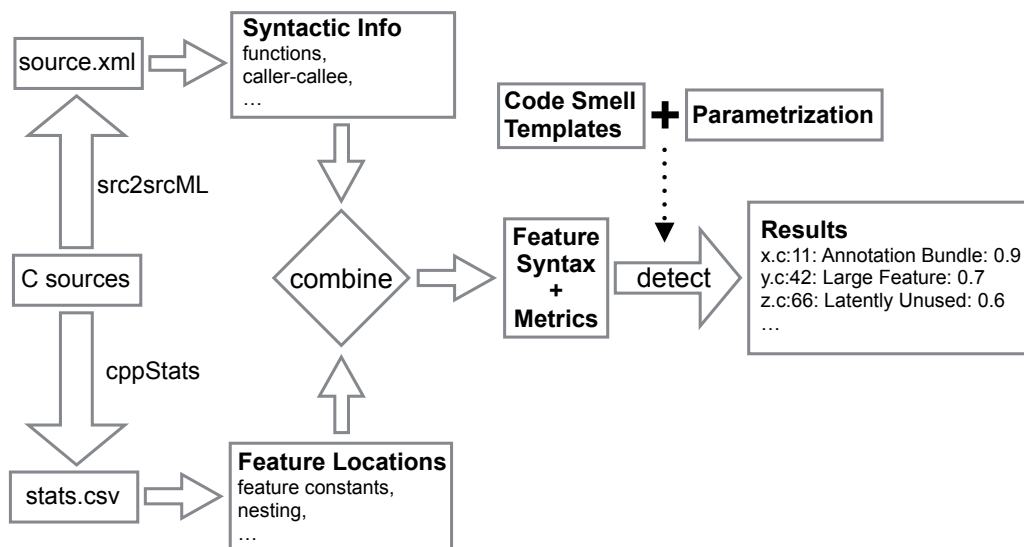 source.xml
Syntactic Info
functions,
caller-callee,
…
Code Smell
Templates
+
Parametrization
src2srcML
C sources
combine
Feature
Syntax
+
Metrics
detect
Results
x.c:11: Annotation Bundle: 0.9
y.c:42: Large Feature: 0.7
z.c:66: Latently Unused: 0.6
…
cppStats
stats.csv
Feature Locations
feature constants,
nesting,
…